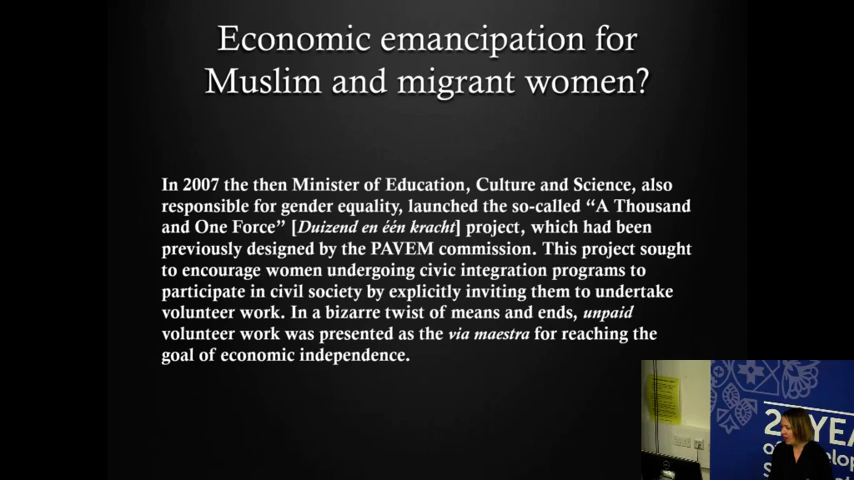 Economic emancipation for
Muslim and migrant women?
In 2007 the then Minister of Education, Culture and Science, also
responsible for gender equality, launched the so-called “A Thousand
and One Force” [Duizend en één kracht] project, which had been
previously designed by the PAVEM commission. This project sought
to encourage women undergoing civic integration programs to
participate in civil society by explicitly inviting them to undertake
volunteer work. In a bizarre twist of means and ends, unpaid
volunteer work was presented as the via maestra for reaching the
goal of economic independence.
YEA
of